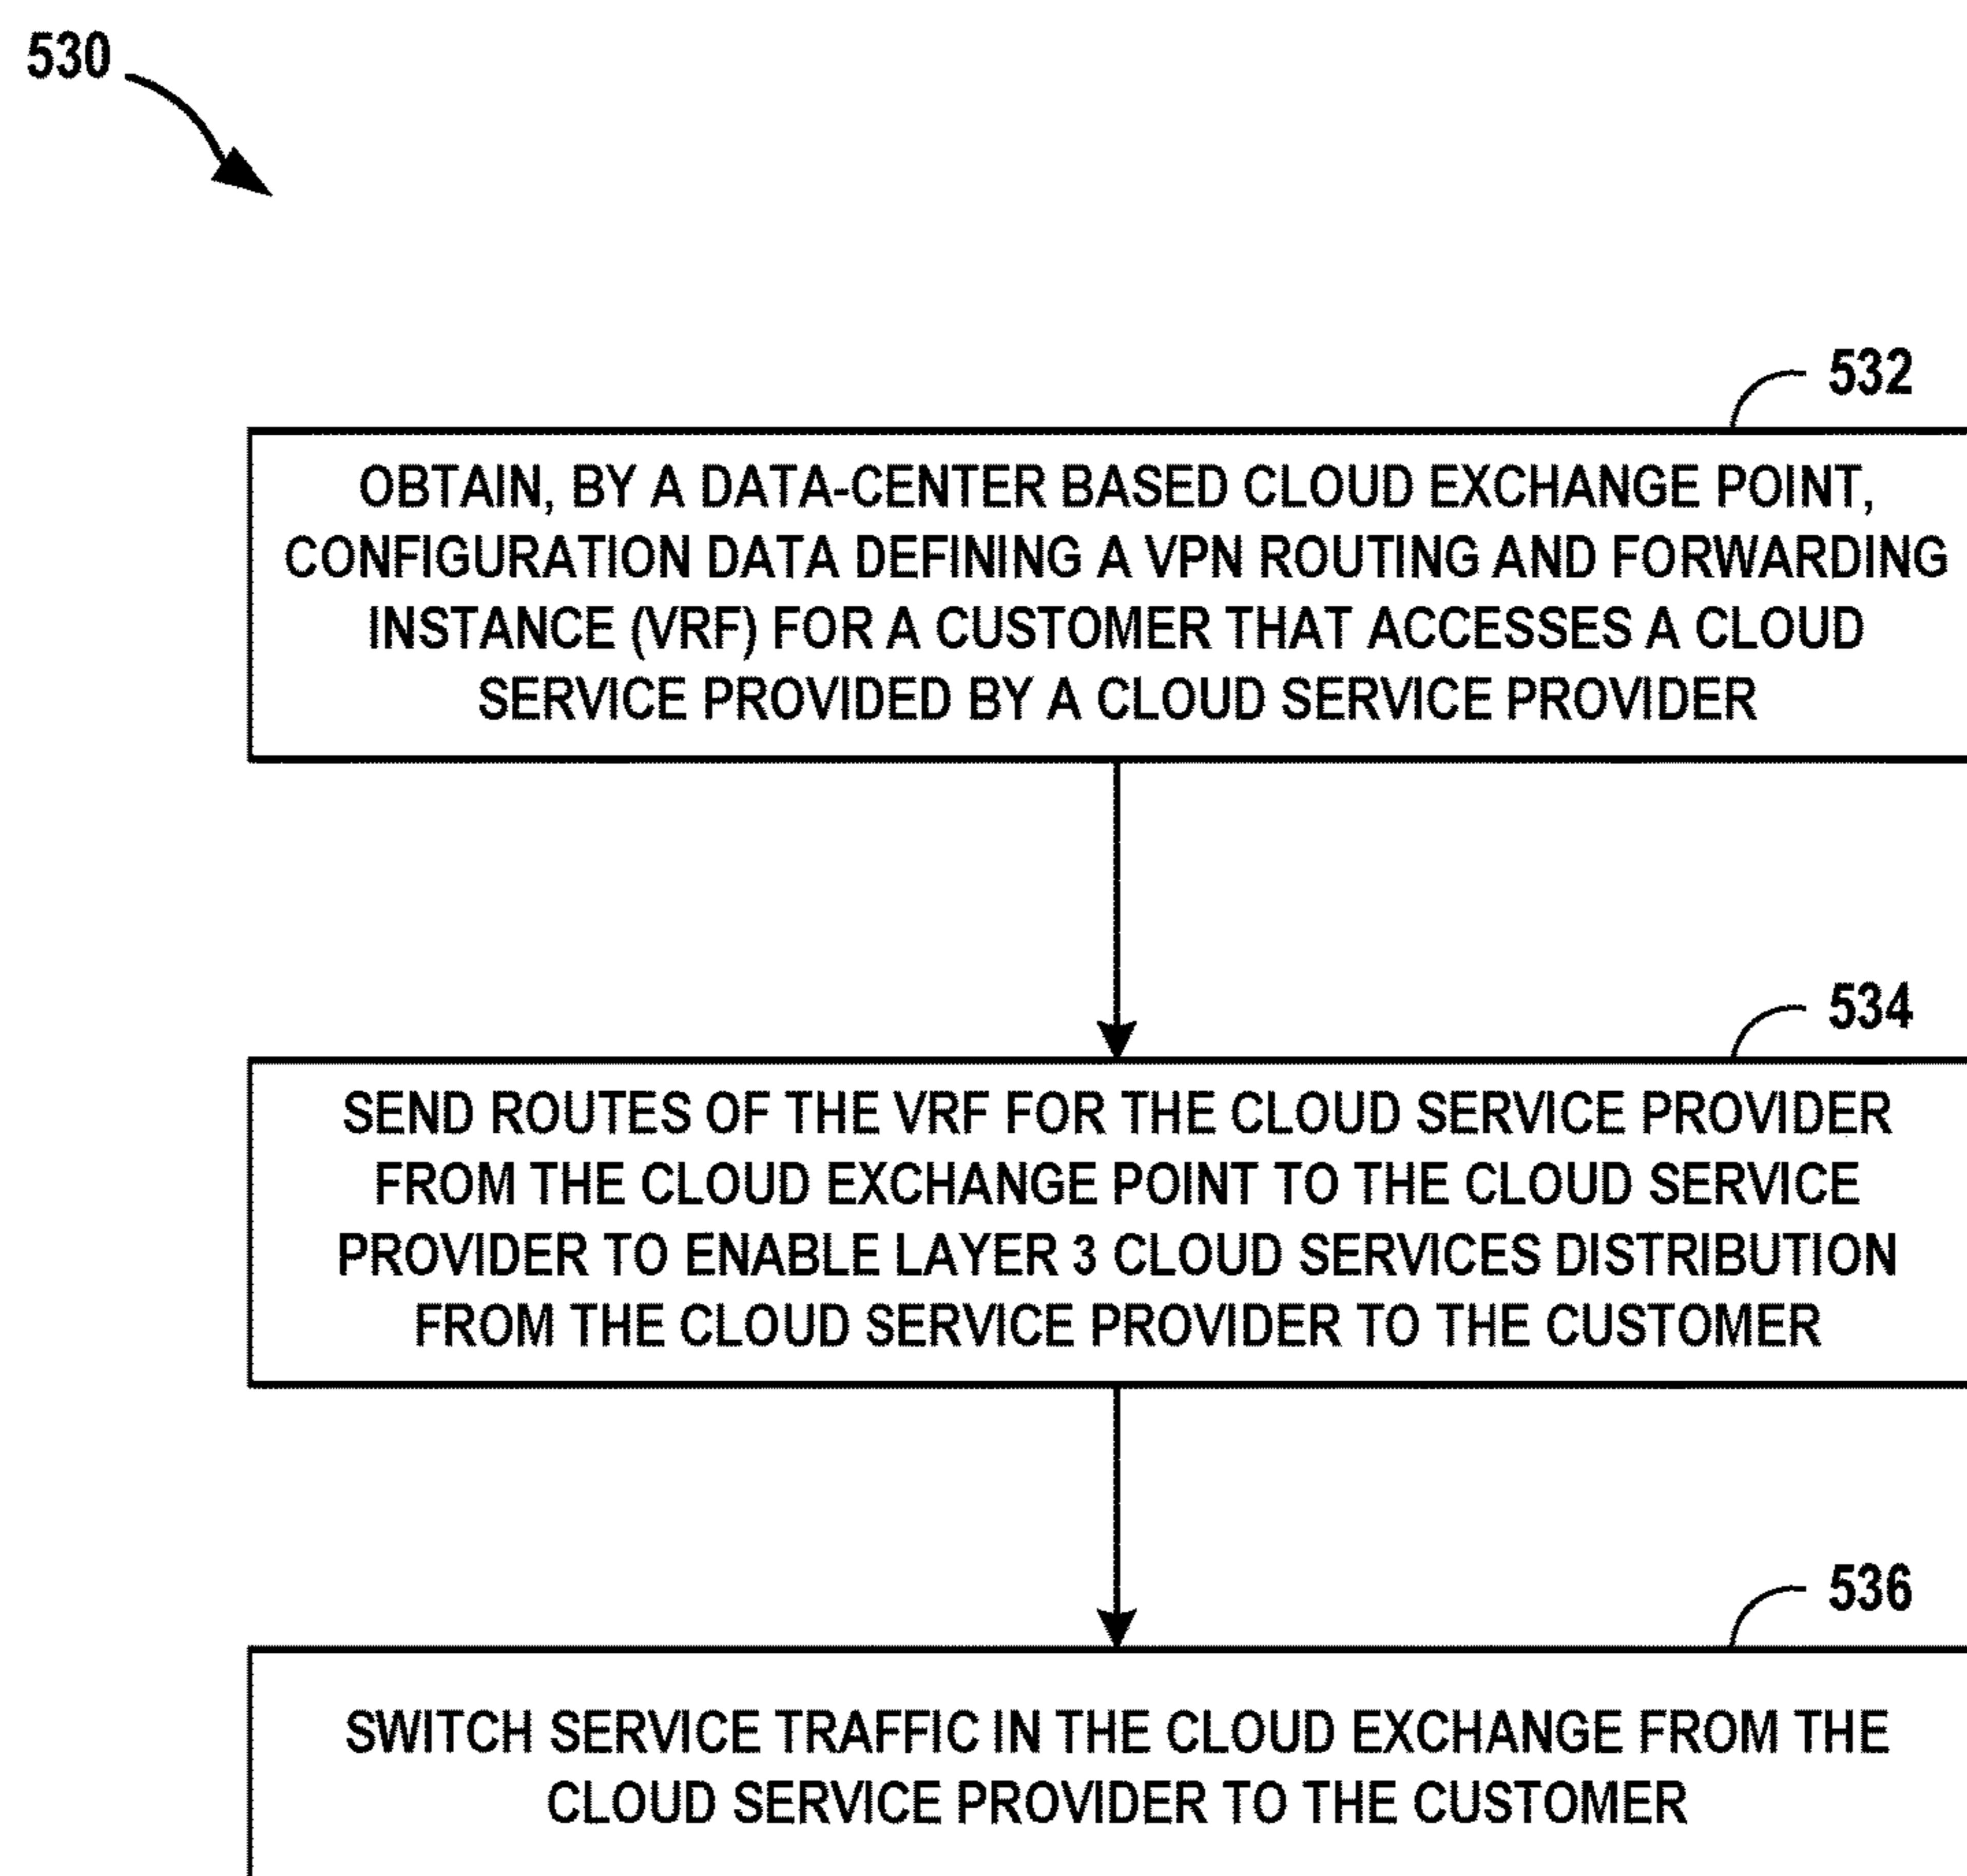 530
532
OBTAIN, BY A DATA-CENTER BASED CLOUD EXCHANGE POINT,
CONFIGURATION DATA DEFINING A VPN ROUTING AND FORWARDING
INSTANCE (VRF) FOR A CUSTOMER THAT ACCESSES A CLOUD
SERVICE PROVIDED BY A CLOUD SERVICE PROVIDER
534
SEND ROUTES OF THE VRF FOR THE CLOUD SERVICE PROVIDER
FROM THE CLOUD EXCHANGE POINT TO THE CLOUD SERVICE
PROVIDER TO ENABLE LAYER 3 CLOUD SERVICES DISTRIBUTION
FROM THE CLOUD SERVICE PROVIDER TO THE CUSTOMER
536
SWITCH SERVICE TRAFFIC IN THE CLOUD EXCHANGE FROM THE
CLOUD SERVICE PROVIDER TO THE CUSTOMER